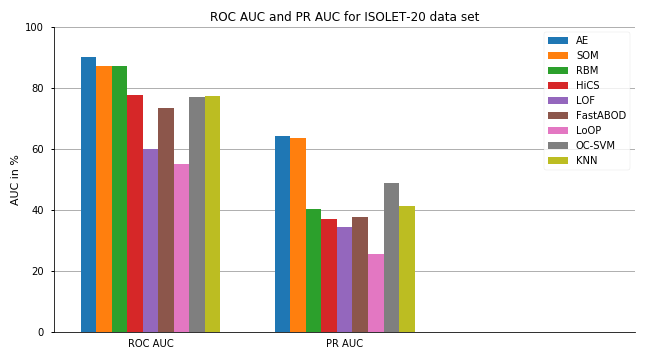 ROC AUC and PR AUC for ISOLET-20 data set
100
80
60
40
20
0
AUC in %
ROC AUC
PR AUC
AE
SOM
RBM
HiCS
LOF
FastABOD
LoOP
OC-SVM
KNN